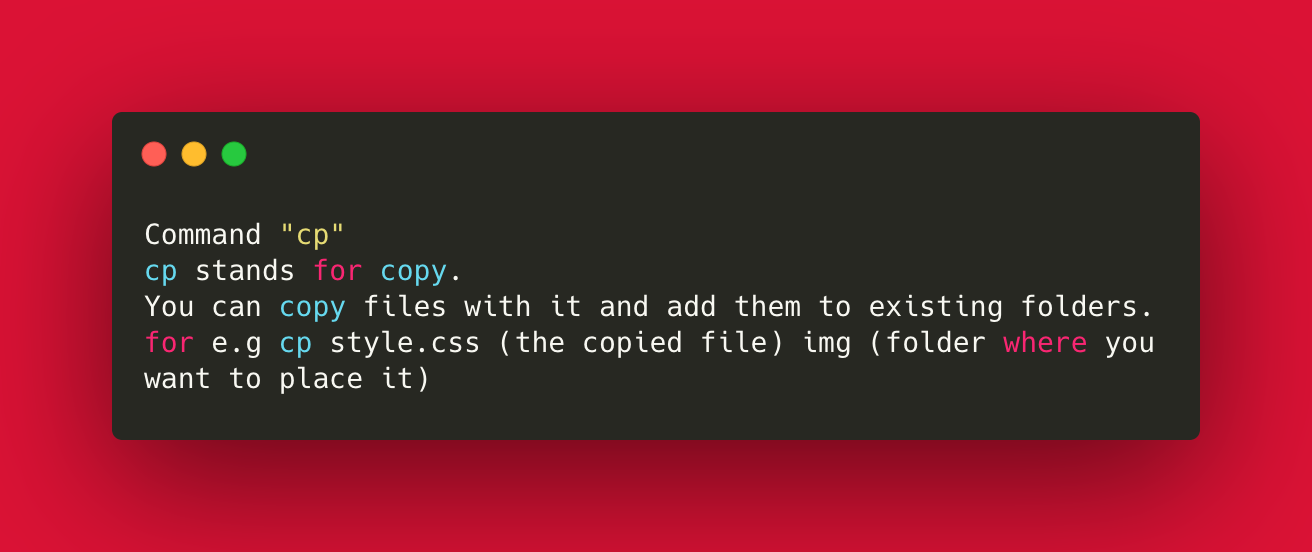 Command "cp"
cp stands for copy.
You can copy files with it and add them to existing folders.
for e.g cp style.css (the copied file) img (folder where you
want to place it)